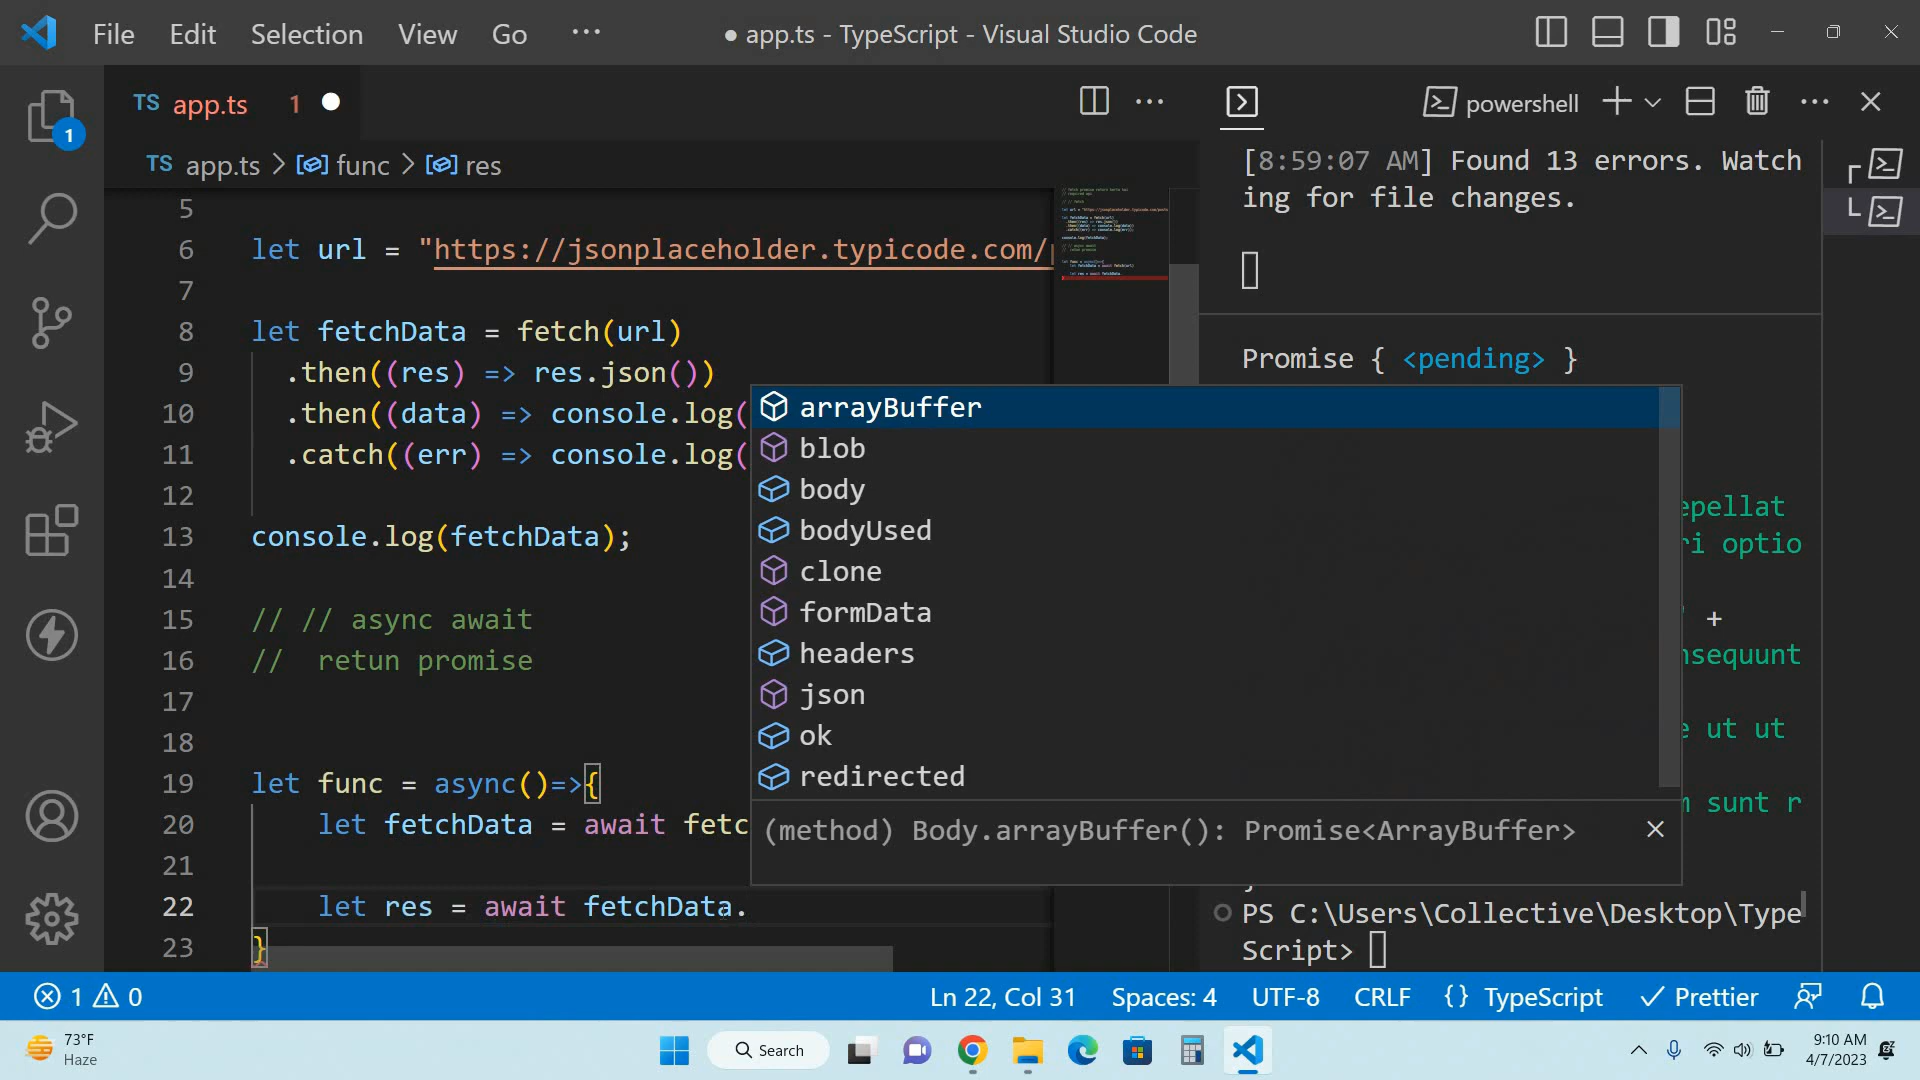 File Edit Selection View Go ···
● app.ts - TypeScript - Visual Studio Code
TS app.ts 1 ●
TS app.ts > func > res
5
6 let url = "https://jsonplaceholder.typicode.com/
7
8 let fetchData = fetch(url)
9 .then((res) => res.json())
10 .then((data) => console.log(
11 .catch((err) => console.log(
12
13 console.log(fetchData);
14
15 // // async await
16 // retun promise
17
18
19 let func = async()=>{
20 let fetchData = await fetc
21
22 let res = await fetchData.
23 }
arrayBuffer
blob
body
bodyUsed
clone
formData
headers
json
ok
redirected
(method) Body.arrayBuffer(): Promise<ArrayBuffer>
powershell
[8:59:07 AM] Found 13 errors. Watch
ing for file changes.
Promise { <pending> }
epellat
ri optio
' +
nsequunt
e ut ut
m sunt r
}
PS C:\Users\Collective\Desktop\Type
Script>
1
1 0
Ln 22, Col 31 Spaces: 4 UTF-8 CRLF {} TypeScript Prettier
73°F
Haze
Search
9:10 AM
4/7/2023